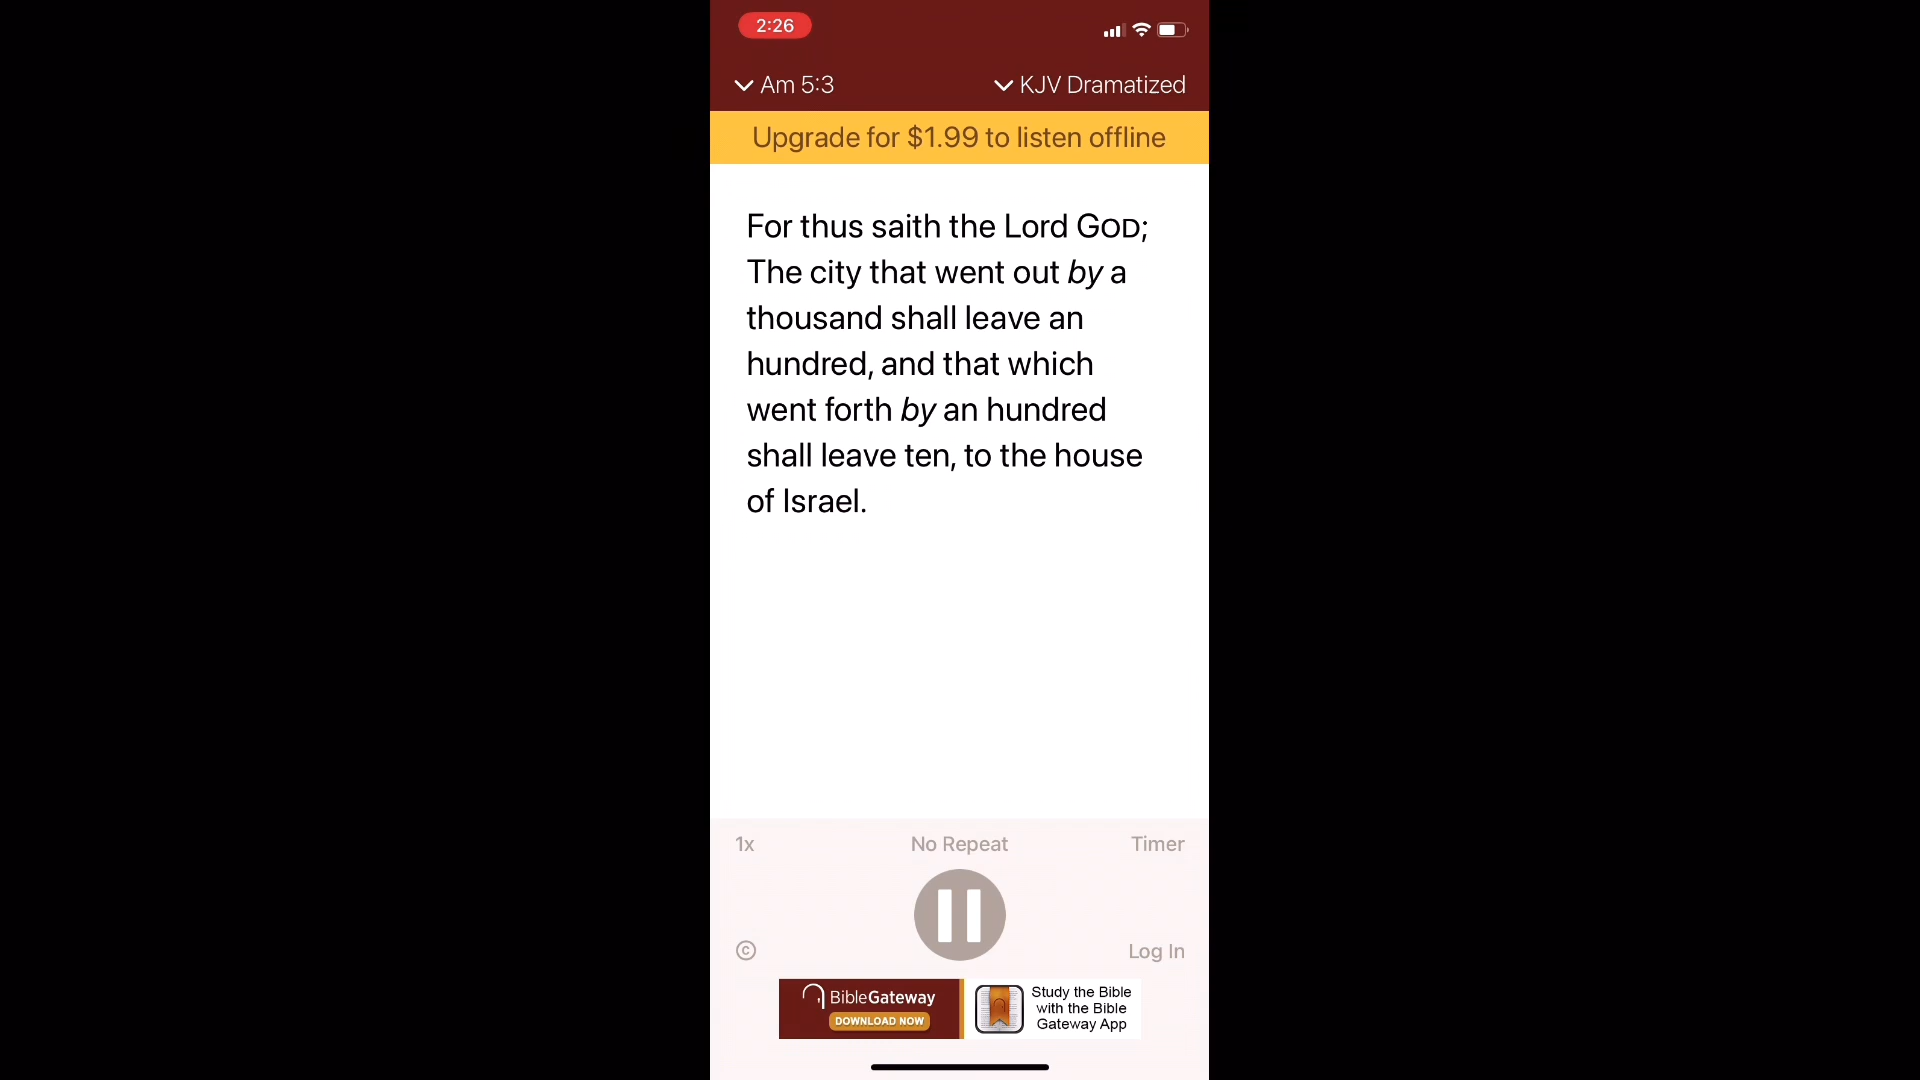 2:26
Am 5:3
KJV Dramatized
Upgrade for $1.99 to listen offline
For thus saith the Lord GOD;
The city that went out by a
thousand shall leave an
hundred, and that which
went forth by an hundred
shall leave ten, to the house
of Israel.
1x
No Repeat
Timer
©
Log In
BibleGateway
DOWNLOAD NOW
Study the Bible
with the Bible
Gateway App